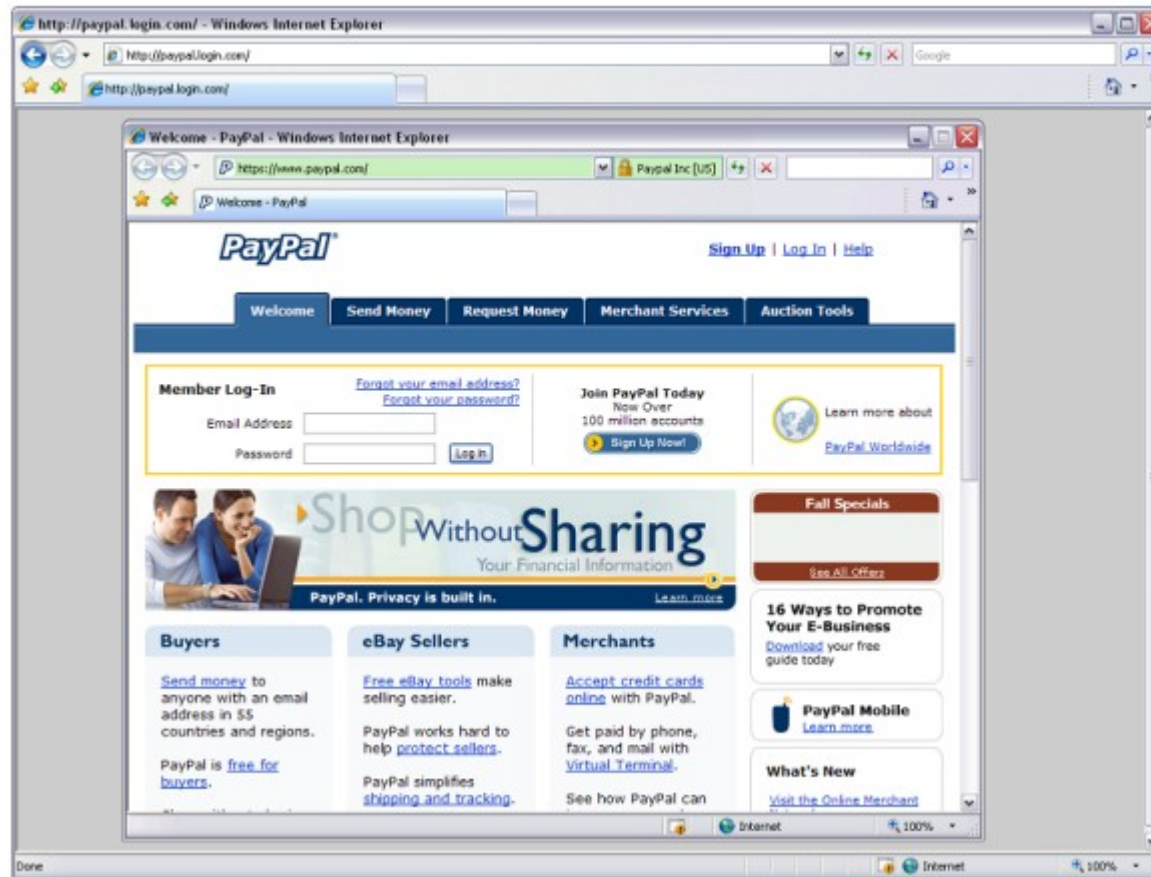 http://paypal.login.com/ - Windows Internet Explorer
http://paypal.login.com/
Google
http://paypal.login.com/
Welcome - PayPal - Windows Internet Explorer
https://www.paypal.com/
Paypal Inc [US]
Welcome - PayPal
PayPal
Sign Up | Log In | Help
Welcome
Send Money
Request Money
Merchant Services
Auction Tools
Member Log-In
Forgot your email address?
Forgot your password?
Email Address
Password
Log In
Join PayPal Today
Now Over
100 million accounts
Sign Up Now!
Learn more about
PayPal Worldwide
Shop Without Sharing
Your Financial Information
PayPal. Privacy is built in.
Learn more
Fall Specials
See All Offers
16 Ways to Promote
Your E-Business
Download your free
guide today
PayPal Mobile
Learn more
What's New
Visit the Online Merchant
Buyers
Send money to
anyone with an email
address in 55
countries and regions.
PayPal is free for
buyers.
eBay Sellers
Free eBay tools make
selling easier.
PayPal works hard to
help protect sellers.
PayPal simplifies
shipping and tracking.
Merchants
Accept credit cards
online with PayPal.
Get paid by phone,
fax, and mail with
Virtual Terminal.
See how PayPal can
Internet
100%
Done
Internet
100%